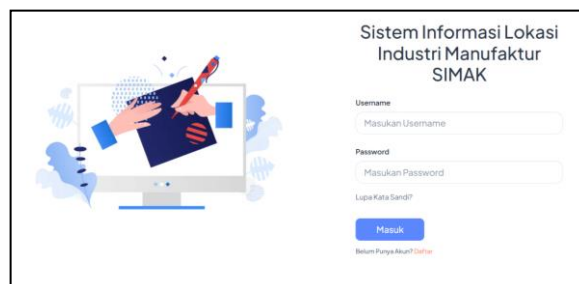 Sistem Informasi Lokasi
Industri Manufaktur
SIMAK
Username
Masukan Username
Password
Masukan Password
Lupa Kata Sandi?
Masuk
Belum Punya Akun? Daftar